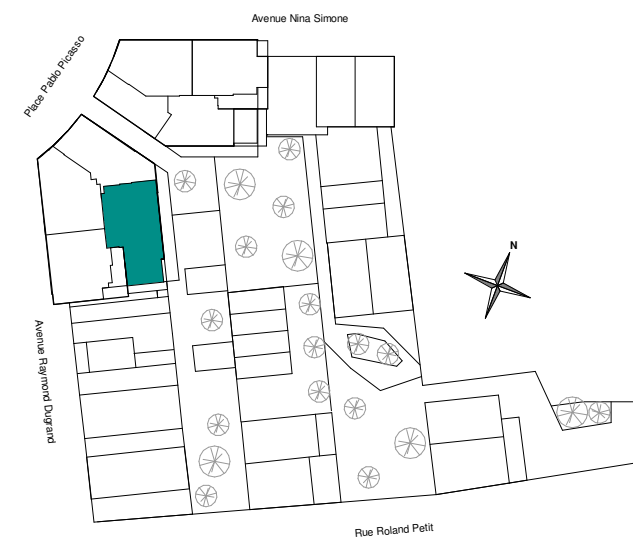 Avenue Nina Simone
Place Pablo Picasso
N
Avenue Raymond Dugrand
Rue Roland Petit